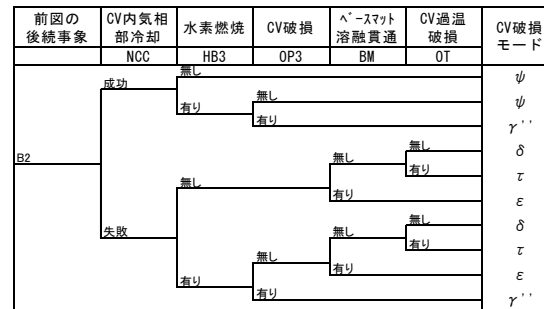 前図の
後続事象
CV内気相
部冷却
水素燃焼
CV破損
ベースマット
溶融貫通
CV過温
破損
CV破損
モード
NCC
HB3
OP3
BM
OT
無し
ψ
成功
無し
ψ
有り
有り
γ''
B2
無し
δ
無し
有り
τ
無し
有り
ε
失敗
無し
δ
無し
有り
τ
無し
有り
ε
有り
有り
γ''